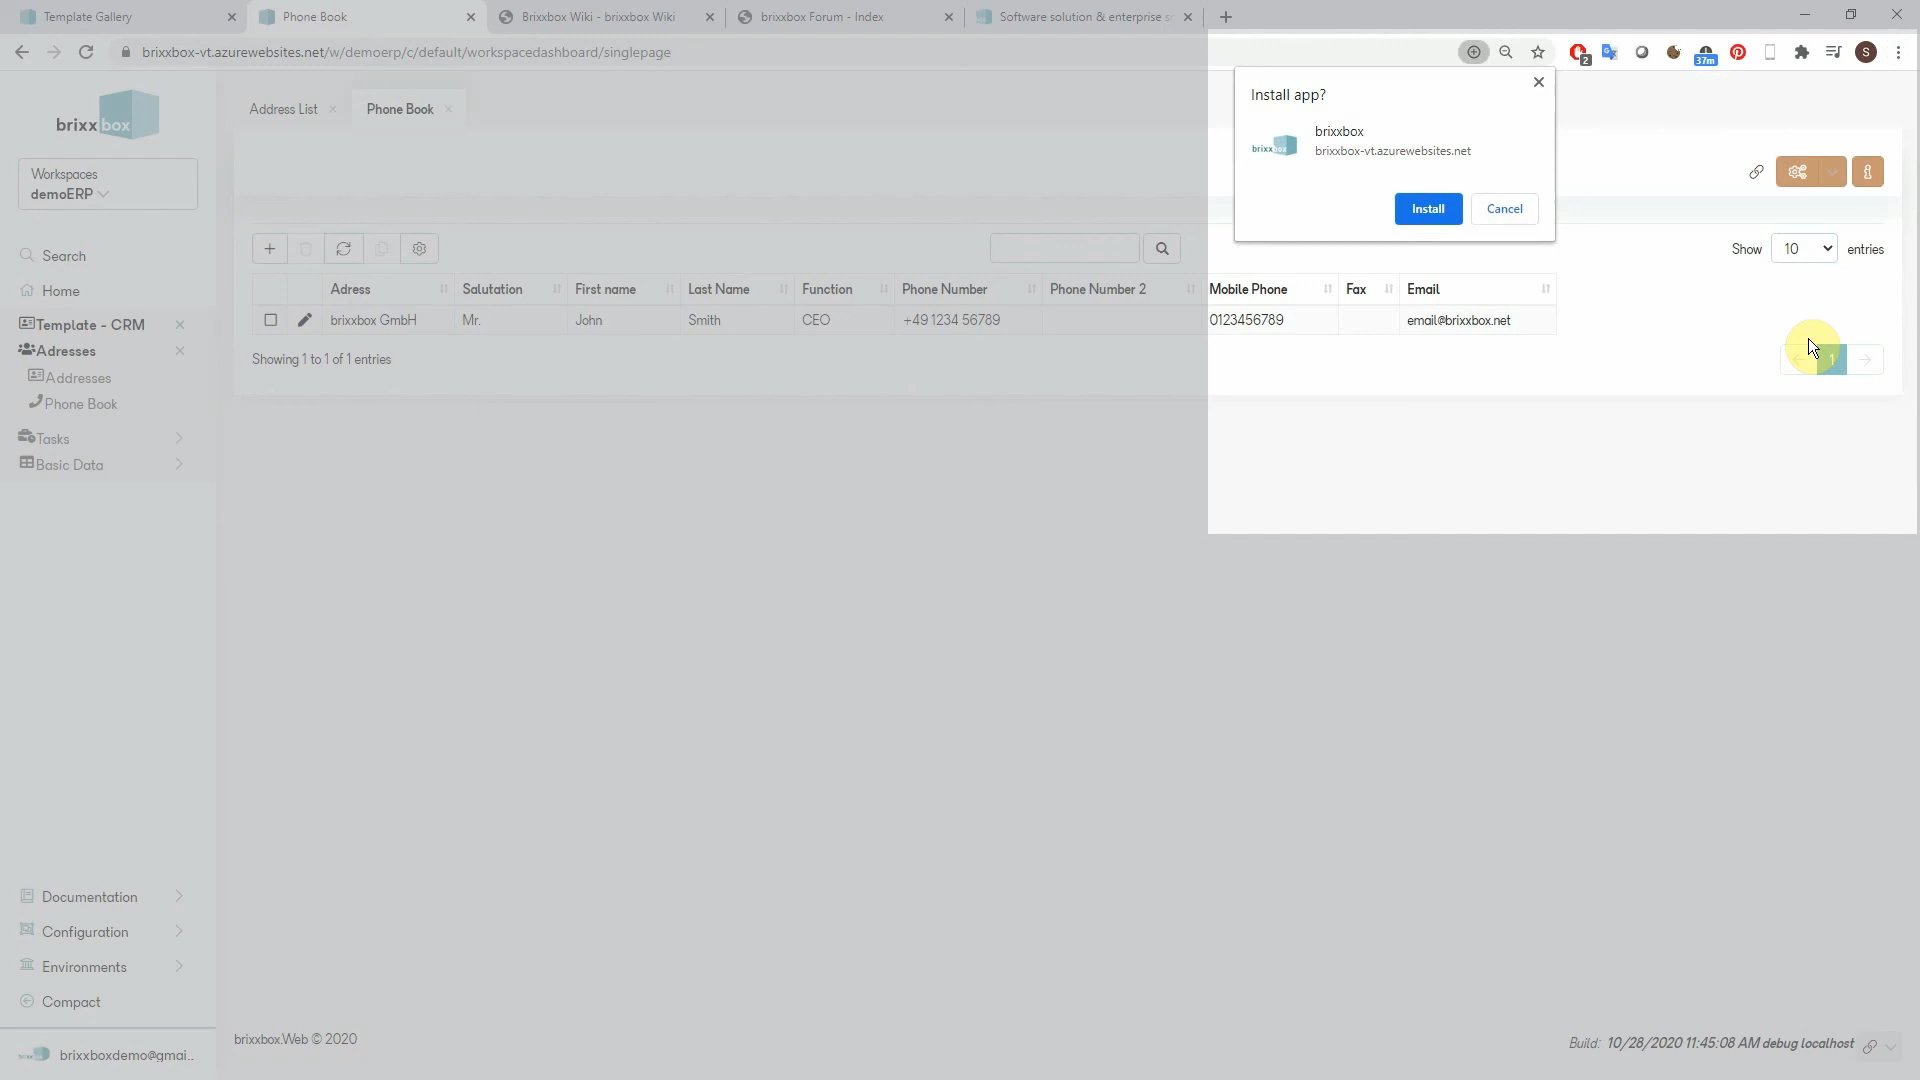 Template Gallery
Phone Book
Brixxbox Wiki - brixxbox Wiki
brixxbox Forum - Index
Software solution & enterprise s
brixxbox-vt.azurewebsites.net/w/demoerp/c/default/workspacedashboard/singlepage
2
37m
S
brixxbox
Workspaces
demoERP
Search
Home
Template - CRM
Adresses
Addresses
Phone Book
Tasks
Basic Data
Documentation
Configuration
Environments
Compact
brixxboxdemo@gmai..
Address List
Phone Book
Install app?
brixxbox
brixxbox
brixxbox-vt.azurewebsites.net
Install
Cancel
Show 10 entries
Adress Salutation First name Last Name Function Phone Number Phone Number 2 Mobile Phone Fax Email
brixxbox GmbH Mr. John Smith CEO +49 1234 56789 0123456789 email@brixxbox.net
Showing 1 to 1 of 1 entries
1
brixxbox.Web © 2020
Build: 10/28/2020 11:45:08 AM debug localhost